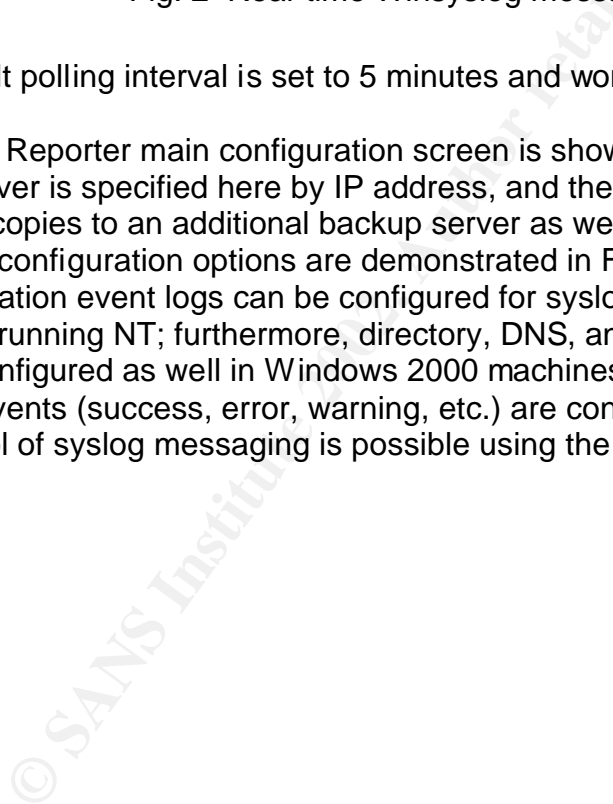 Fig. 2 Real-time Winsyslog Mess
lt polling interval is set to 5 minutes and wor
Reporter main configuration screen is show
ver is specified here by IP address, and the
copies to an additional backup server as we
configuration options are demonstrated in F
ation event logs can be configured for syslo
running NT; furthermore, directory, DNS, an
nfigured as well in Windows 2000 machines
vents (success, error, warning, etc.) are con
ol of syslog messaging is possible using the
© SANS Institute 2002, Author retai